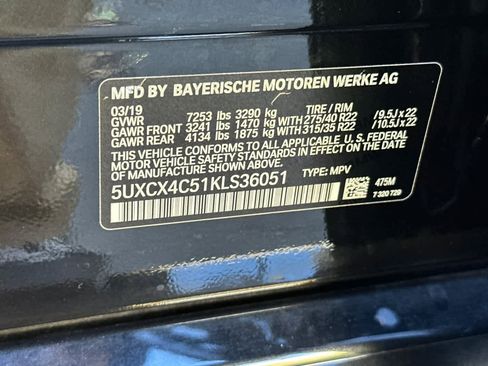 MFD BY BAYERISCHE MOTOREN WERKE AG
03/19 TIRE / RIM
GVWR 7253 lbs 3290 kg
GAWR FRONT 3241 lbs 1470 kg WITH 275/40 R22 / 9.5J x 22
GAWR REAR 4134 lbs 1875 kg WITH 315/35 R22 / 10.5J x 22
THIS VEHICLE CONFORMS TO ALL APPLICABLE U.S. FEDERAL
MOTOR VEHICLE SAFETY STANDARDS IN EFFECT ON THE DATE
OF MANUFACTURE SHOWN ABOVE.
5UXCX4C51KLS36051 TYPE: MPV
475M
7 320 729